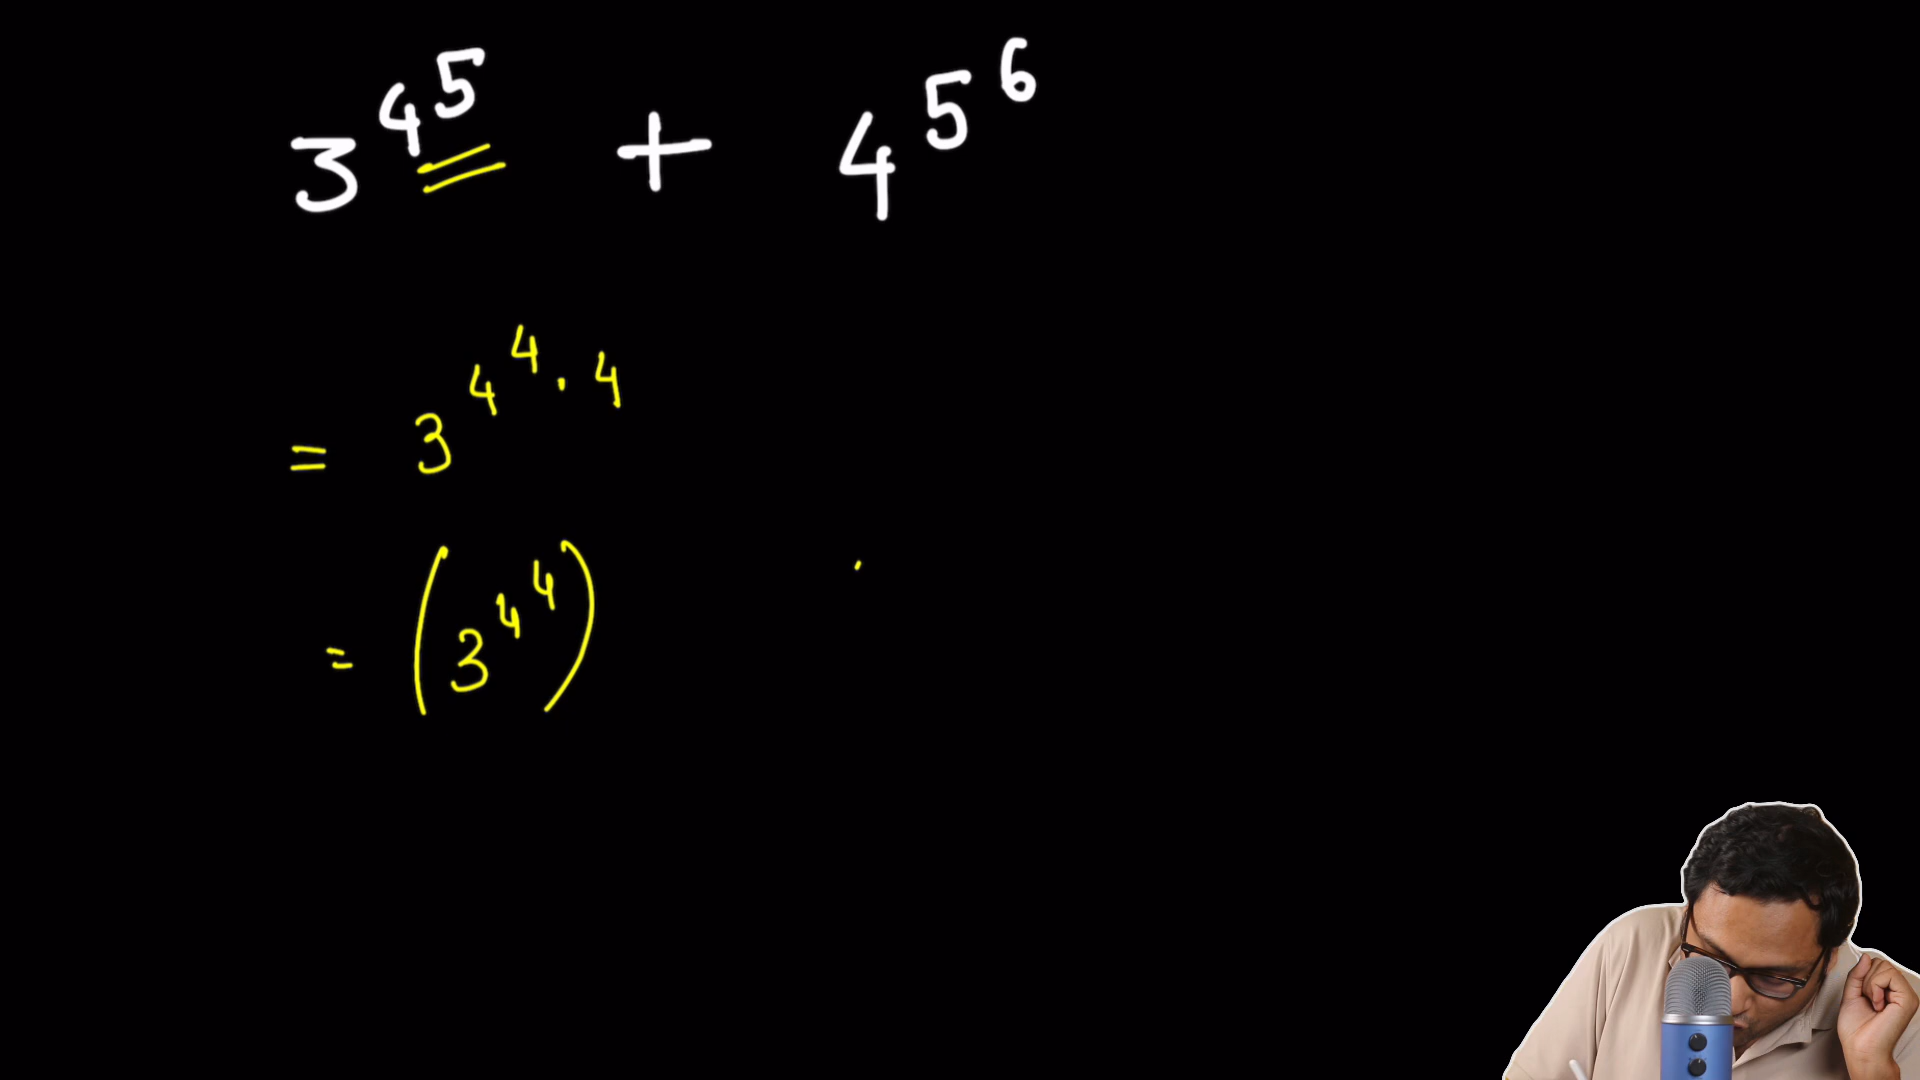 3^{4^5} + 4^{5^6}
= 3^{4^4 · 4}
= (3^{4^4})